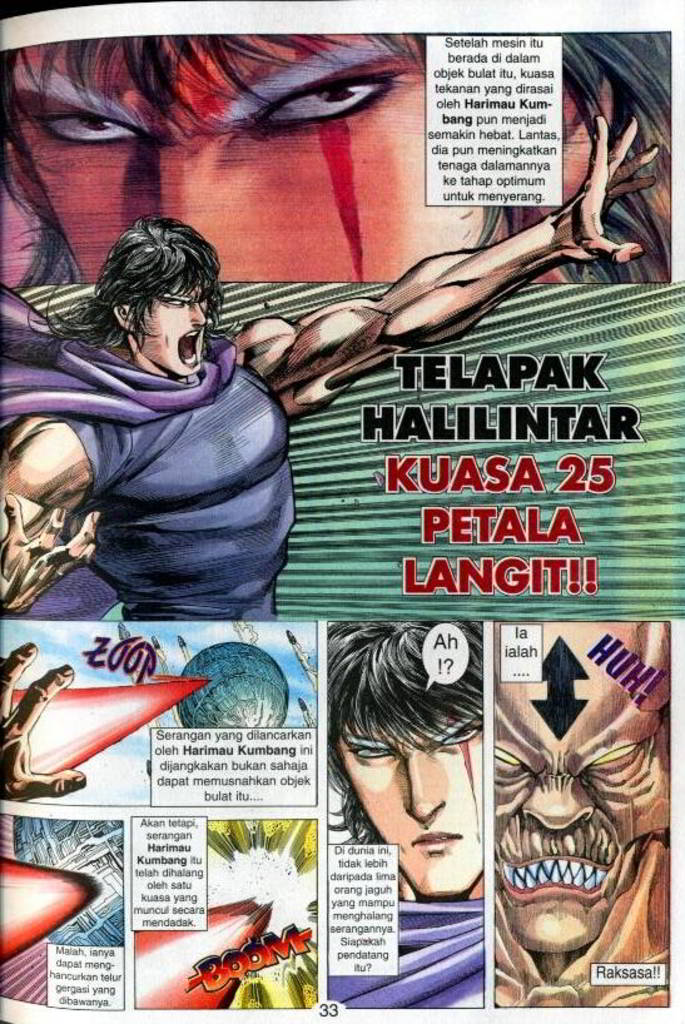 Setelah mesin itu
berada di dalam
objek bulat itu, kuasa
tekanan yang dirasai
oleh Harimau Kum-
bang pun menjadi
semakin hebat. Lantas,
dia pun meningkatkan
tenaga dalamannya
ke tahap optimum
untuk menyerang.
TELAPAK
HALILINTAR
KUASA 25
PETALA
LANGIT!!
ZOOP
Serangan yang dilancarkan
oleh Harimau Kumbang ini
dijangkakan bukan sahaja
dapat memusnahkan objek
bulat itu....
Malah, ianya
dapat meng-
hancurkan telur
gergasi yang
dibawanya.
Akan tetapi,
serangan
Harimau
Kumbang itu
telah dihalang
oleh satu
kuasa yang
muncul secara
mendadak.
BOOM
Ah
!?
Di dunia ini,
tidak lebih
daripada lima
orang jaguh
yang mampu
menghalang
serangannya.
Siapakah
pendatang
itu?
Ia
ialah
....
HUH!
Raksasa!!
33